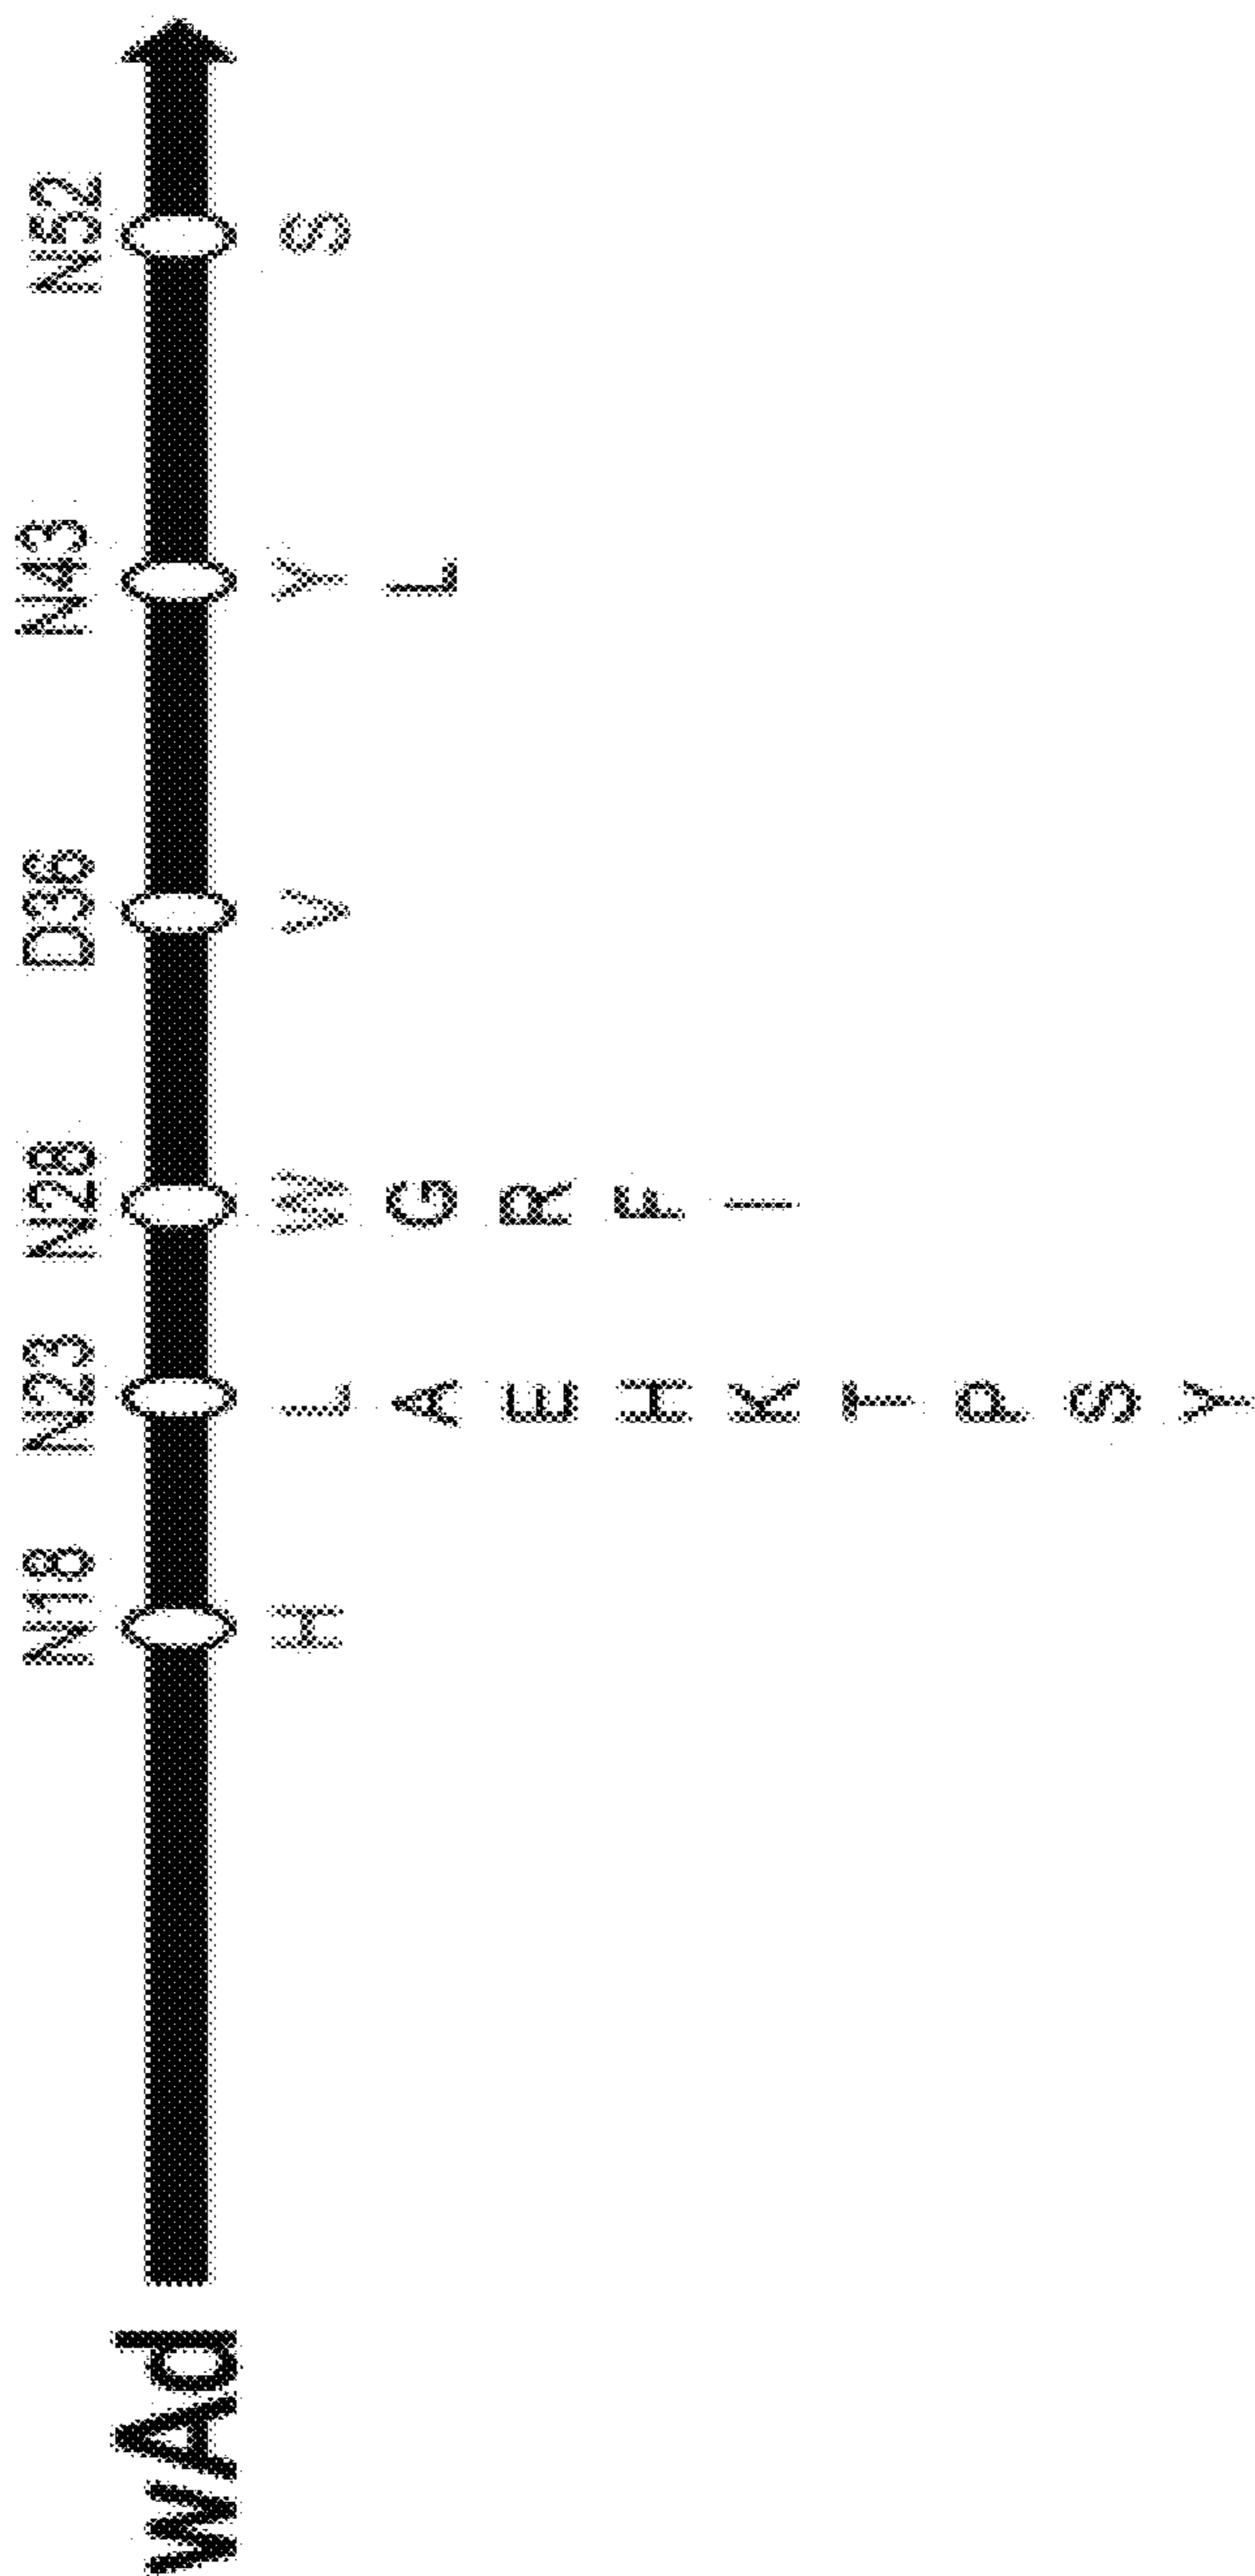 N18 N23 N28 D36 N43 N52
wAd
H L W V Y S
A G L
E R
H F
K I
T
P
S
Y